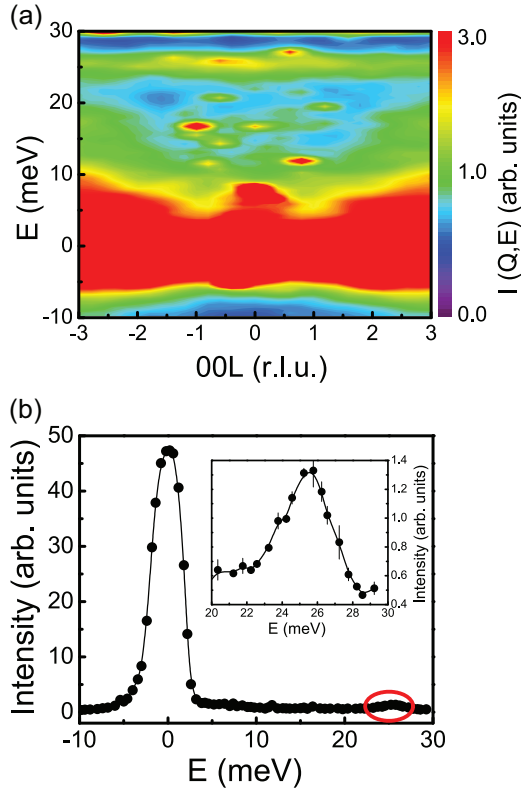 (a)
30
20
10
0
-10
E (meV)
-3 -2 -1 0 1 2 3
00L (r.l.u.)
3.0
1.0
0.0
I (Q,E) (arb. units)
(b)
50
40
30
20
10
0
Intensity (arb. units)
-10 0 10 20 30
E (meV)
1,4
1,2
1,0
0,8
0,6
0,4
Intensity (arb. units)
20 22 24 26 28 30
E (meV)